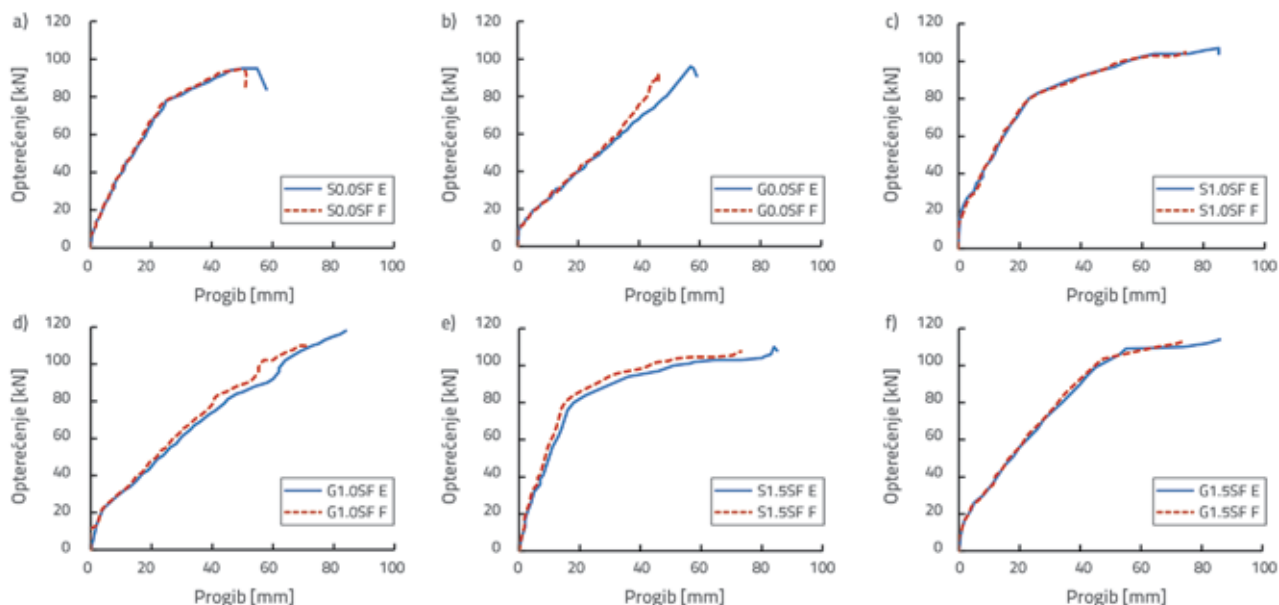 a)
Opterećenje [kN]
120
100
80
60
40
20
0
0 20 40 60 80 100
Progib [mm]
S0.0SF E
S0.0SF F
b)
Opterećenje [kN]
120
100
80
60
40
20
0
0 20 40 60 80 100
Progib [mm]
G0.0SF E
G0.0SF F
c)
Opterećenje [kN]
120
100
80
60
40
20
0
0 20 40 60 80 100
Progib [mm]
S1.0SF E
S1.0SF F
d)
Opterećenje [kN]
120
100
80
60
40
20
0
0 20 40 60 80 100
Progib [mm]
G1.0SF E
G1.0SF F
e)
Opterećenje [kN]
120
100
80
60
40
20
0
0 20 40 60 80 100
Progib [mm]
S1.5SF E
S1.5SF F
f)
Opterećenje [kN]
120
100
80
60
40
20
0
0 20 40 60 80 100
Progib [mm]
G1.5SF E
G1.5SF F